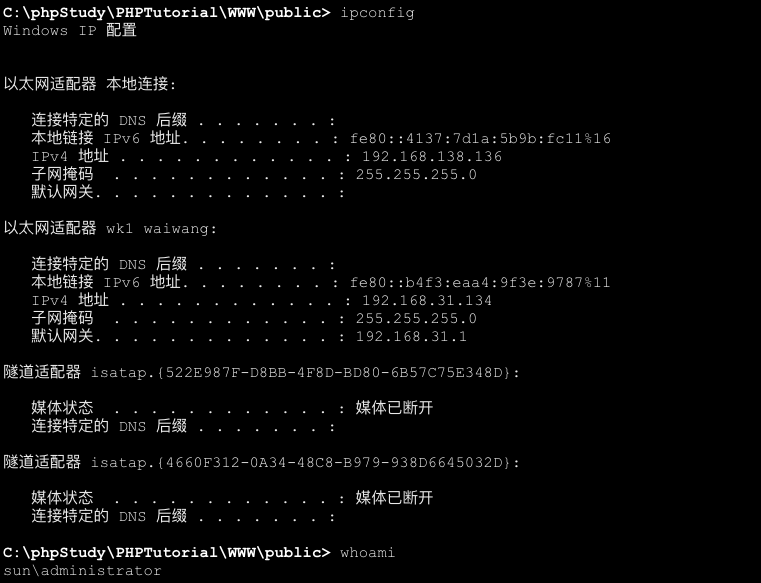 C:\phpStudy\PHPTutorial\WWW\public> ipconfig
Windows IP 配置
以太网适配器 本地连接:
连接特定的 DNS 后缀 . . . . . . . :
本地链接 IPv6 地址. . . . . . . . : fe80::4137:7d1a:5b9b:fc11%16
IPv4 地址 . . . . . . . . . . . . : 192.168.138.136
子网掩码  . . . . . . . . . . . . : 255.255.255.0
默认网关. . . . . . . . . . . . . :
以太网适配器 wk1 waiwang:
连接特定的 DNS 后缀 . . . . . . . :
本地链接 IPv6 地址. . . . . . . . : fe80::b4f3:eaa4:9f3e:9787%11
IPv4 地址 . . . . . . . . . . . . : 192.168.31.134
子网掩码  . . . . . . . . . . . . : 255.255.255.0
默认网关. . . . . . . . . . . . . : 192.168.31.1
隧道适配器 isatap.{522E987F-D8BB-4F8D-BD80-6B57C75E348D}:
媒体状态  . . . . . . . . . . . . : 媒体已断开
连接特定的 DNS 后缀 . . . . . . . :
隧道适配器 isatap.{4660F312-0A34-48C8-B979-938D6645032D}:
媒体状态  . . . . . . . . . . . . : 媒体已断开
连接特定的 DNS 后缀 . . . . . . . :
C:\phpStudy\PHPTutorial\WWW\public> whoami
sun\administrator